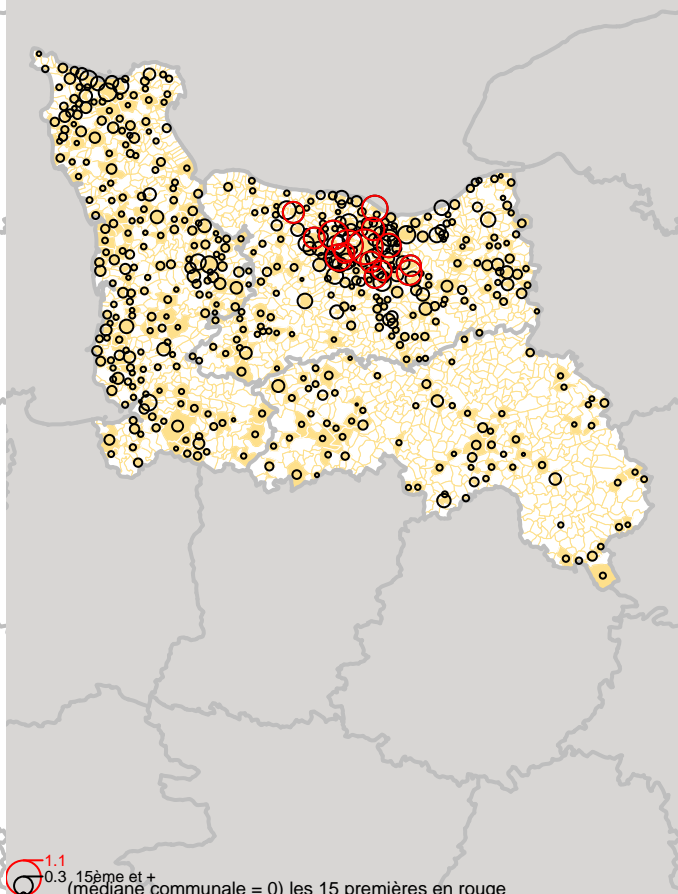 1.1
0.3 15ème et +
(médiane communale = 0) les 15 premières en rouge